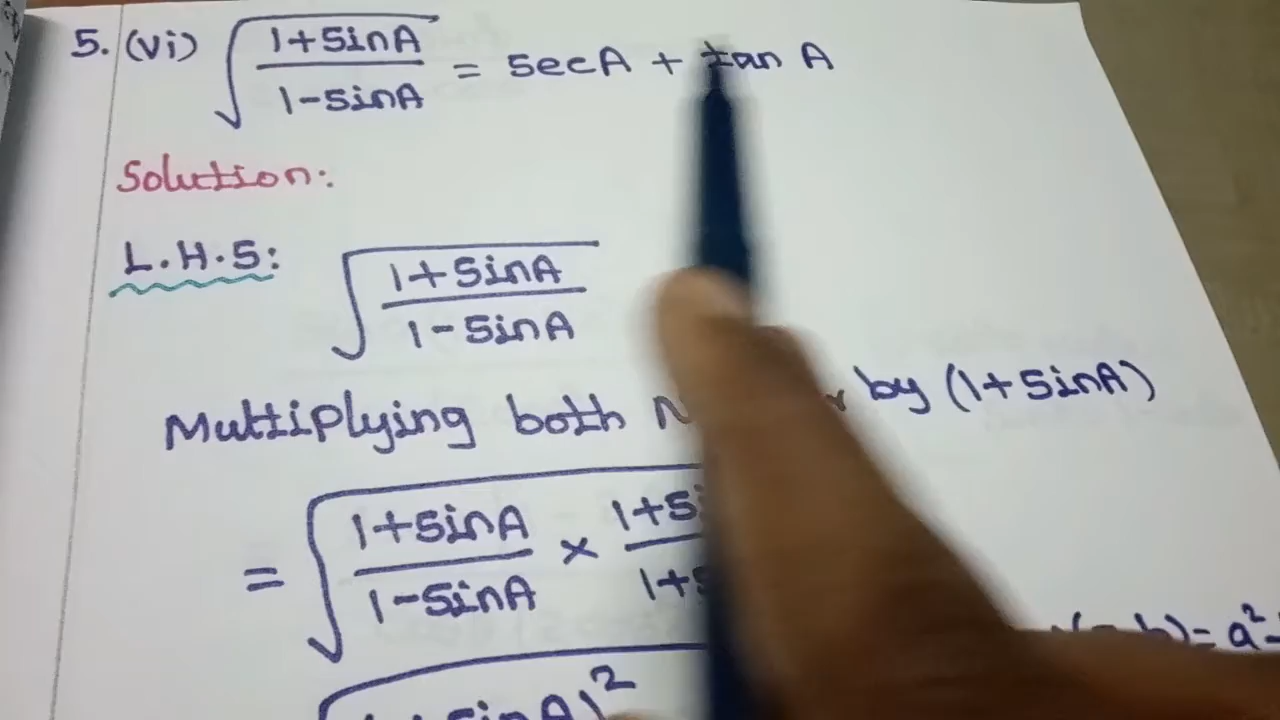 5. (vi) √(1+sinA / 1-sinA) = secA + tan A
Solution:
L.H.S: √(1+sinA / 1-sinA)
Multiplying both by (1+sinA)
= √(1+sinA / 1-sinA ×